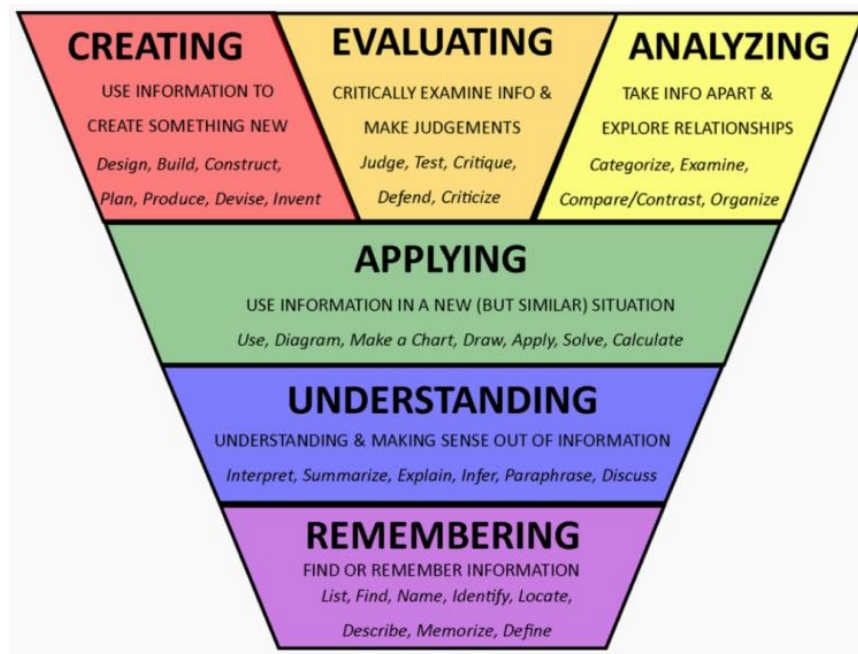 CREATING
USE INFORMATION TO
CREATE SOMETHING NEW
Design, Build, Construct,
Plan, Produce, Devise, Invent
EVALUATING
CRITICALLY EXAMINE INFO &
MAKE JUDGEMENTS
Judge, Test, Critique,
Defend, Criticize
ANALYZING
TAKE INFO APART &
EXPLORE RELATIONSHIPS
Categorize, Examine,
Compare/Contrast, Organize
APPLYING
USE INFORMATION IN A NEW (BUT SIMILAR) SITUATION
Use, Diagram, Make a Chart, Draw, Apply, Solve, Calculate
UNDERSTANDING
UNDERSTANDING & MAKING SENSE OUT OF INFORMATION
Interpret, Summarize, Explain, Infer, Paraphrase, Discuss
REMEMBERING
FIND OR REMEMBER INFORMATION
List, Find, Name, Identify, Locate,
Describe, Memorize, Define